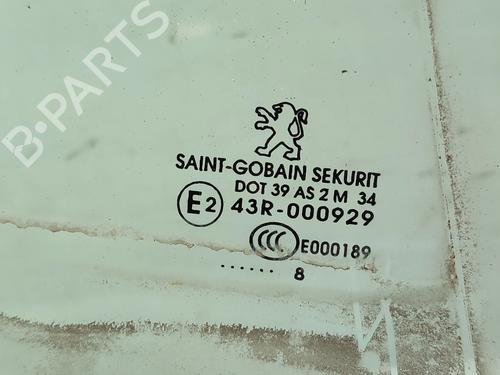 B-PARTS
SAINT-GOBAIN SEKURIT
DOT 39 AS 2 M 34
E2 43R-000929
CCC E000189
...... 8